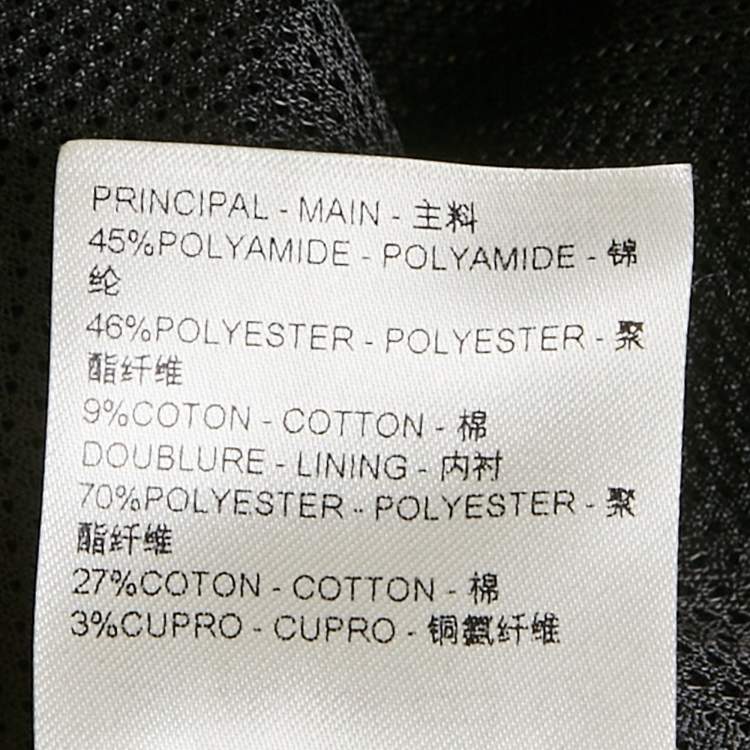 PRINCIPAL - MAIN - 主料
45%POLYAMIDE - POLYAMIDE - 锦
纶
46%POLYESTER - POLYESTER - 聚
酯纤维
9%COTON - COTTON - 棉
DOUBLURE - LINING - 内衬
70%POLYESTER - POLYESTER - 聚
酯纤维
27%COTON - COTTON - 棉
3%CUPRO - CUPRO - 铜氨纤维